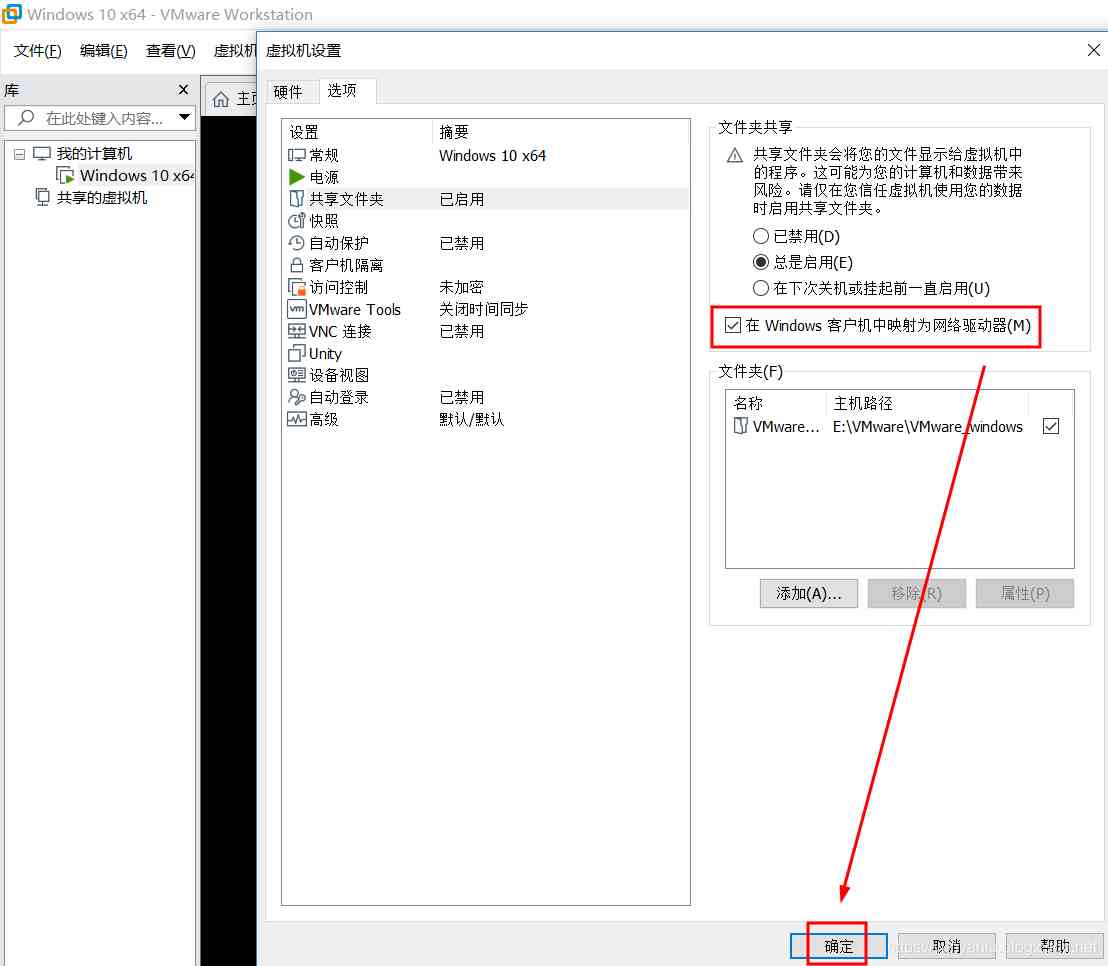 Windows 10 x64 - VMware Workstation
文件(F) 编辑(E) 查看(V) 虚拟机
库
在此处键入内容...
我的计算机
Windows 10 x64
共享的虚拟机
主页
虚拟机设置
硬件 选项
设置 摘要
常规 Windows 10 x64
电源
共享文件夹 已启用
快照
自动保护 已禁用
客户机隔离
访问控制 未加密
vm VMware Tools 关闭时间同步
VNC 连接 已禁用
Unity
设备视图
自动登录 已禁用
高级 默认/默认
文件夹共享
共享文件夹会将您的文件显示给虚拟机中
的程序。这可能为您的计算机和数据带来
风险。请仅在您信任虚拟机使用您的数据
时启用共享文件夹。
已禁用(D)
总是启用(E)
在下次关机或挂起前一直启用(U)
在 Windows 客户机中映射为网络驱动器(M)
文件夹(F)
名称 主机路径
VMware... E:\VMware\VMware_windows
添加(A)... 移除(R) 属性(P)
确定 取消 帮助